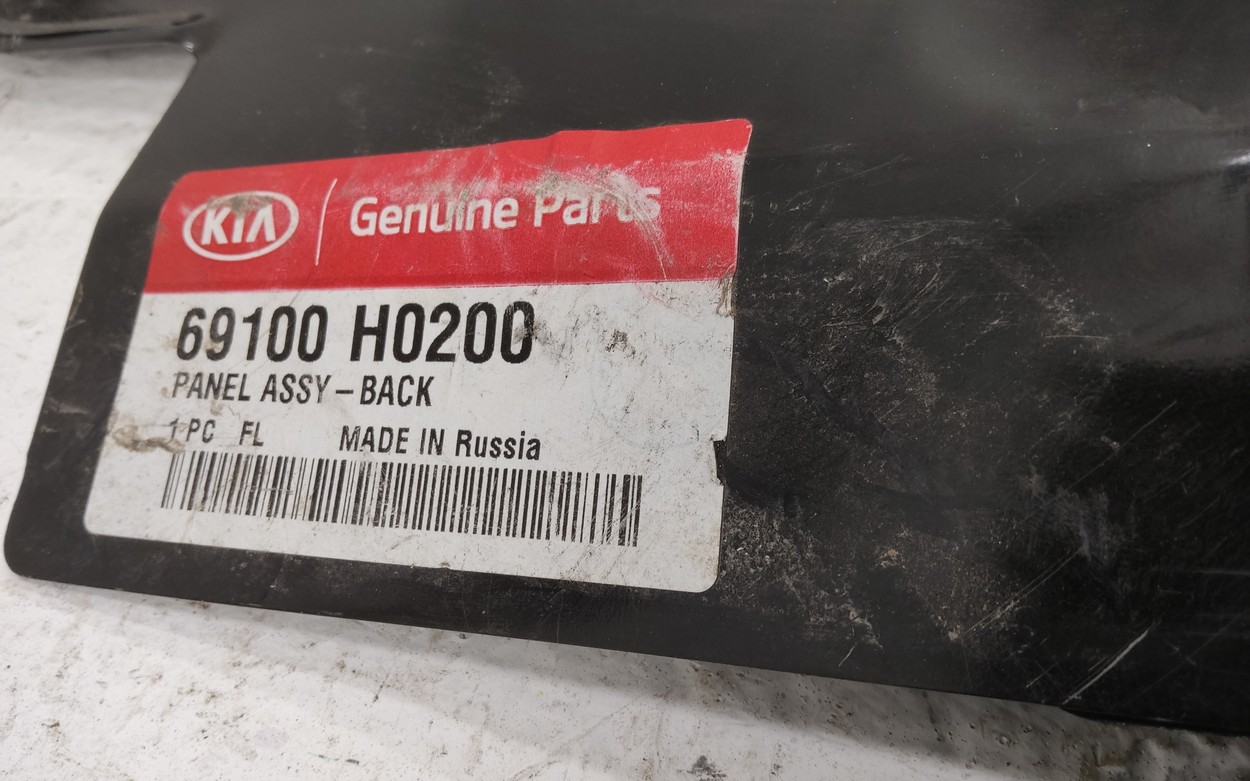 KIA Genuine Parts
69100 H0200
PANEL ASSY-BACK
1 PC FL MADE IN Russia